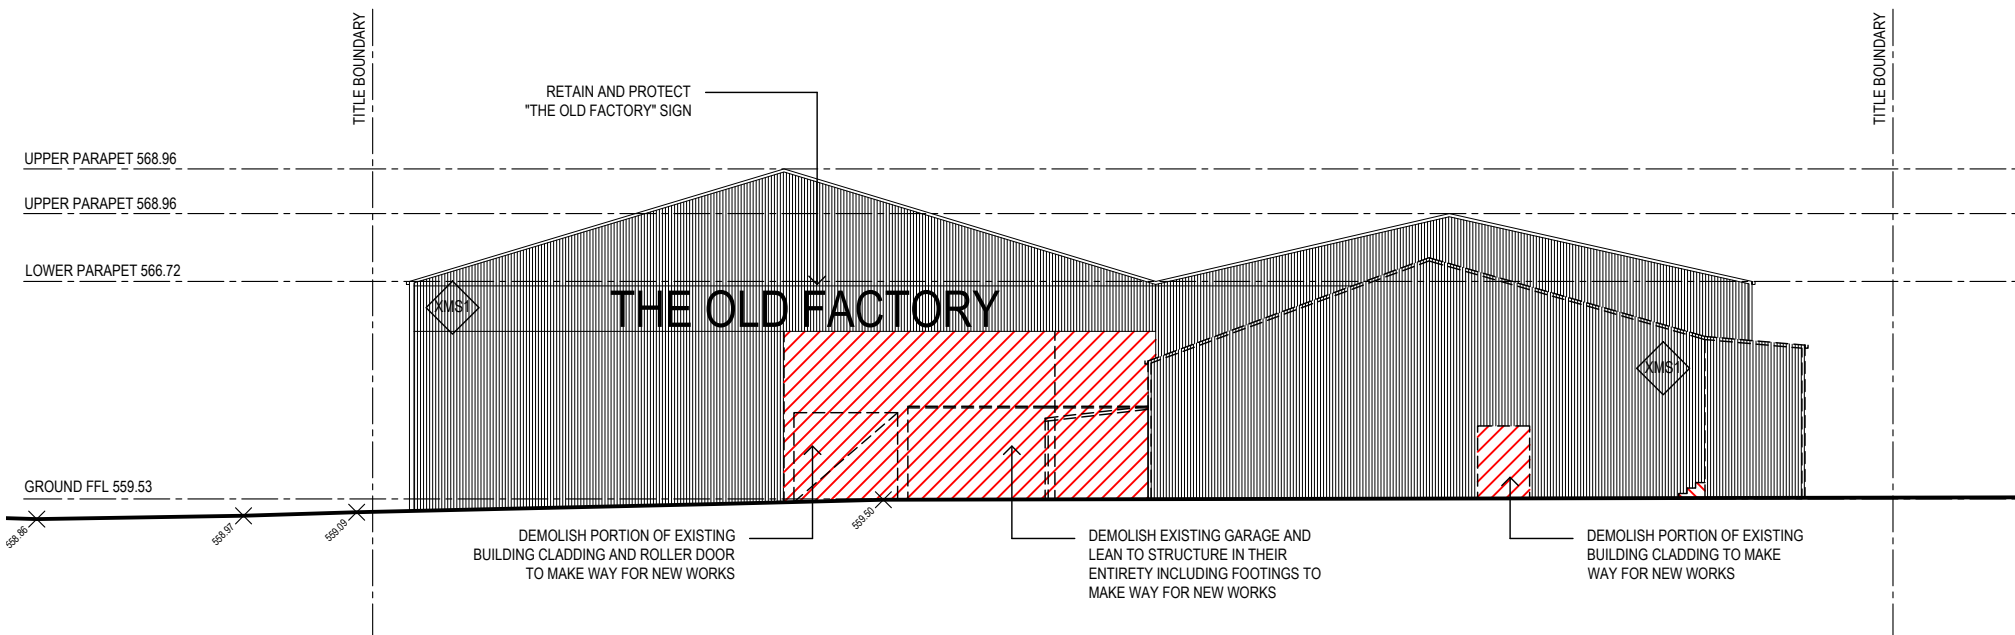 TITLE BOUNDARY
TITLE BOUNDARY
RETAIN AND PROTECT
"THE OLD FACTORY" SIGN
UPPER PARAPET 568.96
UPPER PARAPET 568.96
LOWER PARAPET 566.72
XMS1
THE OLD FACTORY
XMS1
GROUND FFL 559.53
558.86
558.97
559.09
559.50
DEMOLISH PORTION OF EXISTING
BUILDING CLADDING AND ROLLER DOOR
TO MAKE WAY FOR NEW WORKS
DEMOLISH EXISTING GARAGE AND
LEAN TO STRUCTURE IN THEIR
ENTIRETY INCLUDING FOOTINGS TO
MAKE WAY FOR NEW WORKS
DEMOLISH PORTION OF EXISTING
BUILDING CLADDING TO MAKE
WAY FOR NEW WORKS